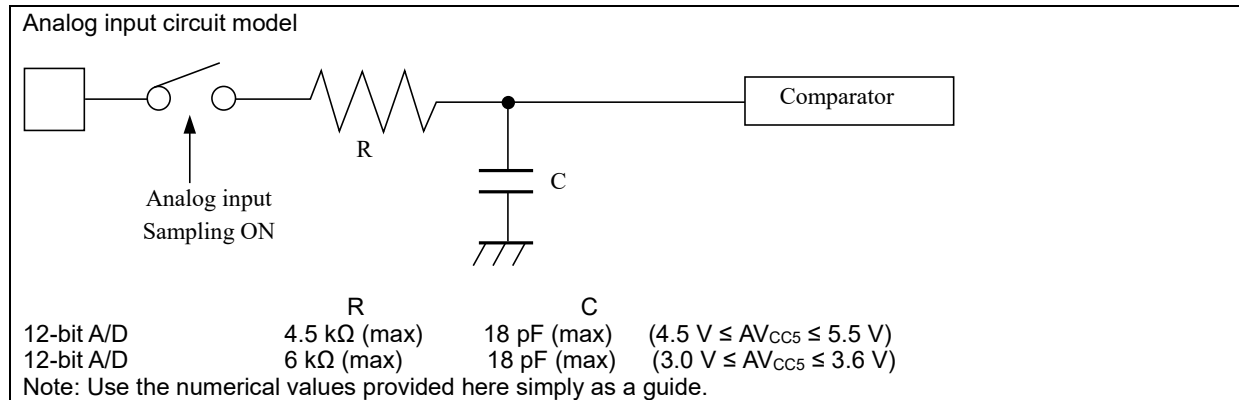 Analog input circuit model
Comparator
R
C
Analog input
Sampling ON
R C
12-bit A/D 4.5 kΩ (max) 18 pF (max) (4.5 V ≤ AVCC5 ≤ 5.5 V)
12-bit A/D 6 kΩ (max) 18 pF (max) (3.0 V ≤ AVCC5 ≤ 3.6 V)
Note: Use the numerical values provided here simply as a guide.